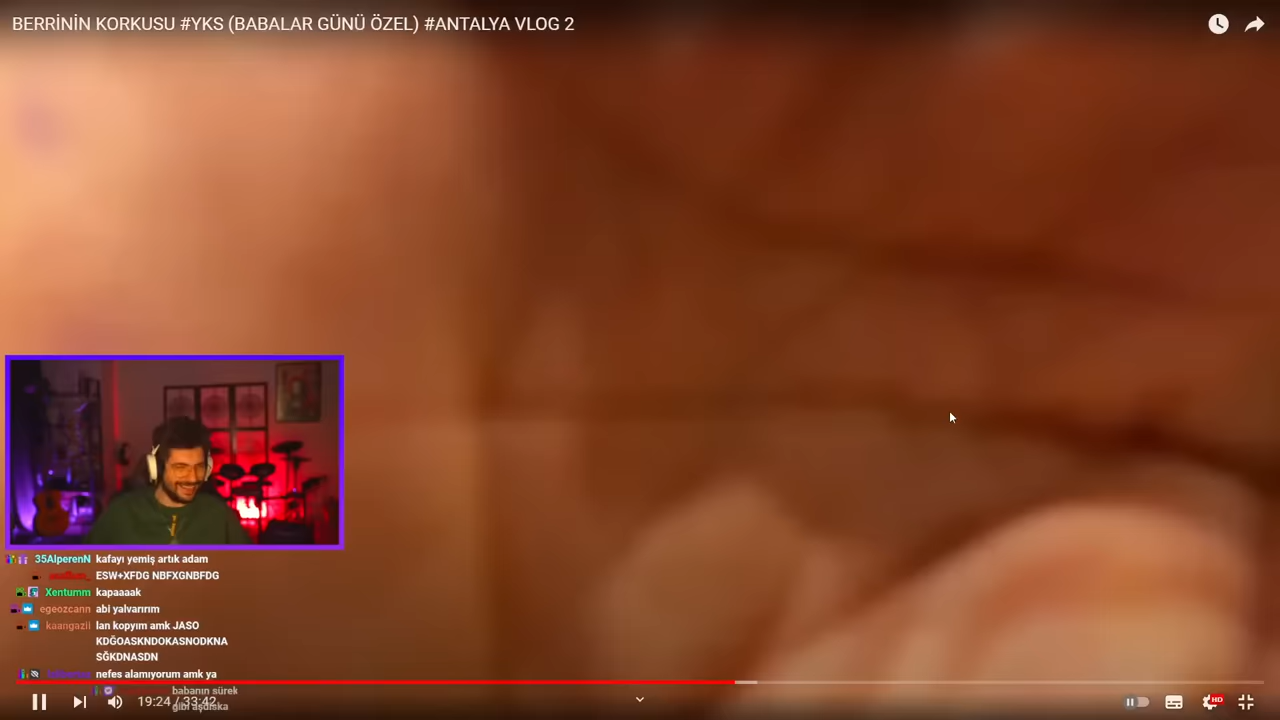 BERRİNİN KORKUSU #YKS (BABALAR GÜNÜ ÖZEL) #ANTALYA VLOG 2
35AlperenN kafayı yemiş artık adam
ESW+XFDG NBFXGNBFDG
Xentumm kapaaaak
egeozcann abi yalvarırım
kaangazii lan kopyım amk JASO
KDĞOASKNDOKASNODKNA
SĞKDNASDN
nefes alamıyorum amk ya
babanın sürek
gibi
19:24 / 33:42
HD